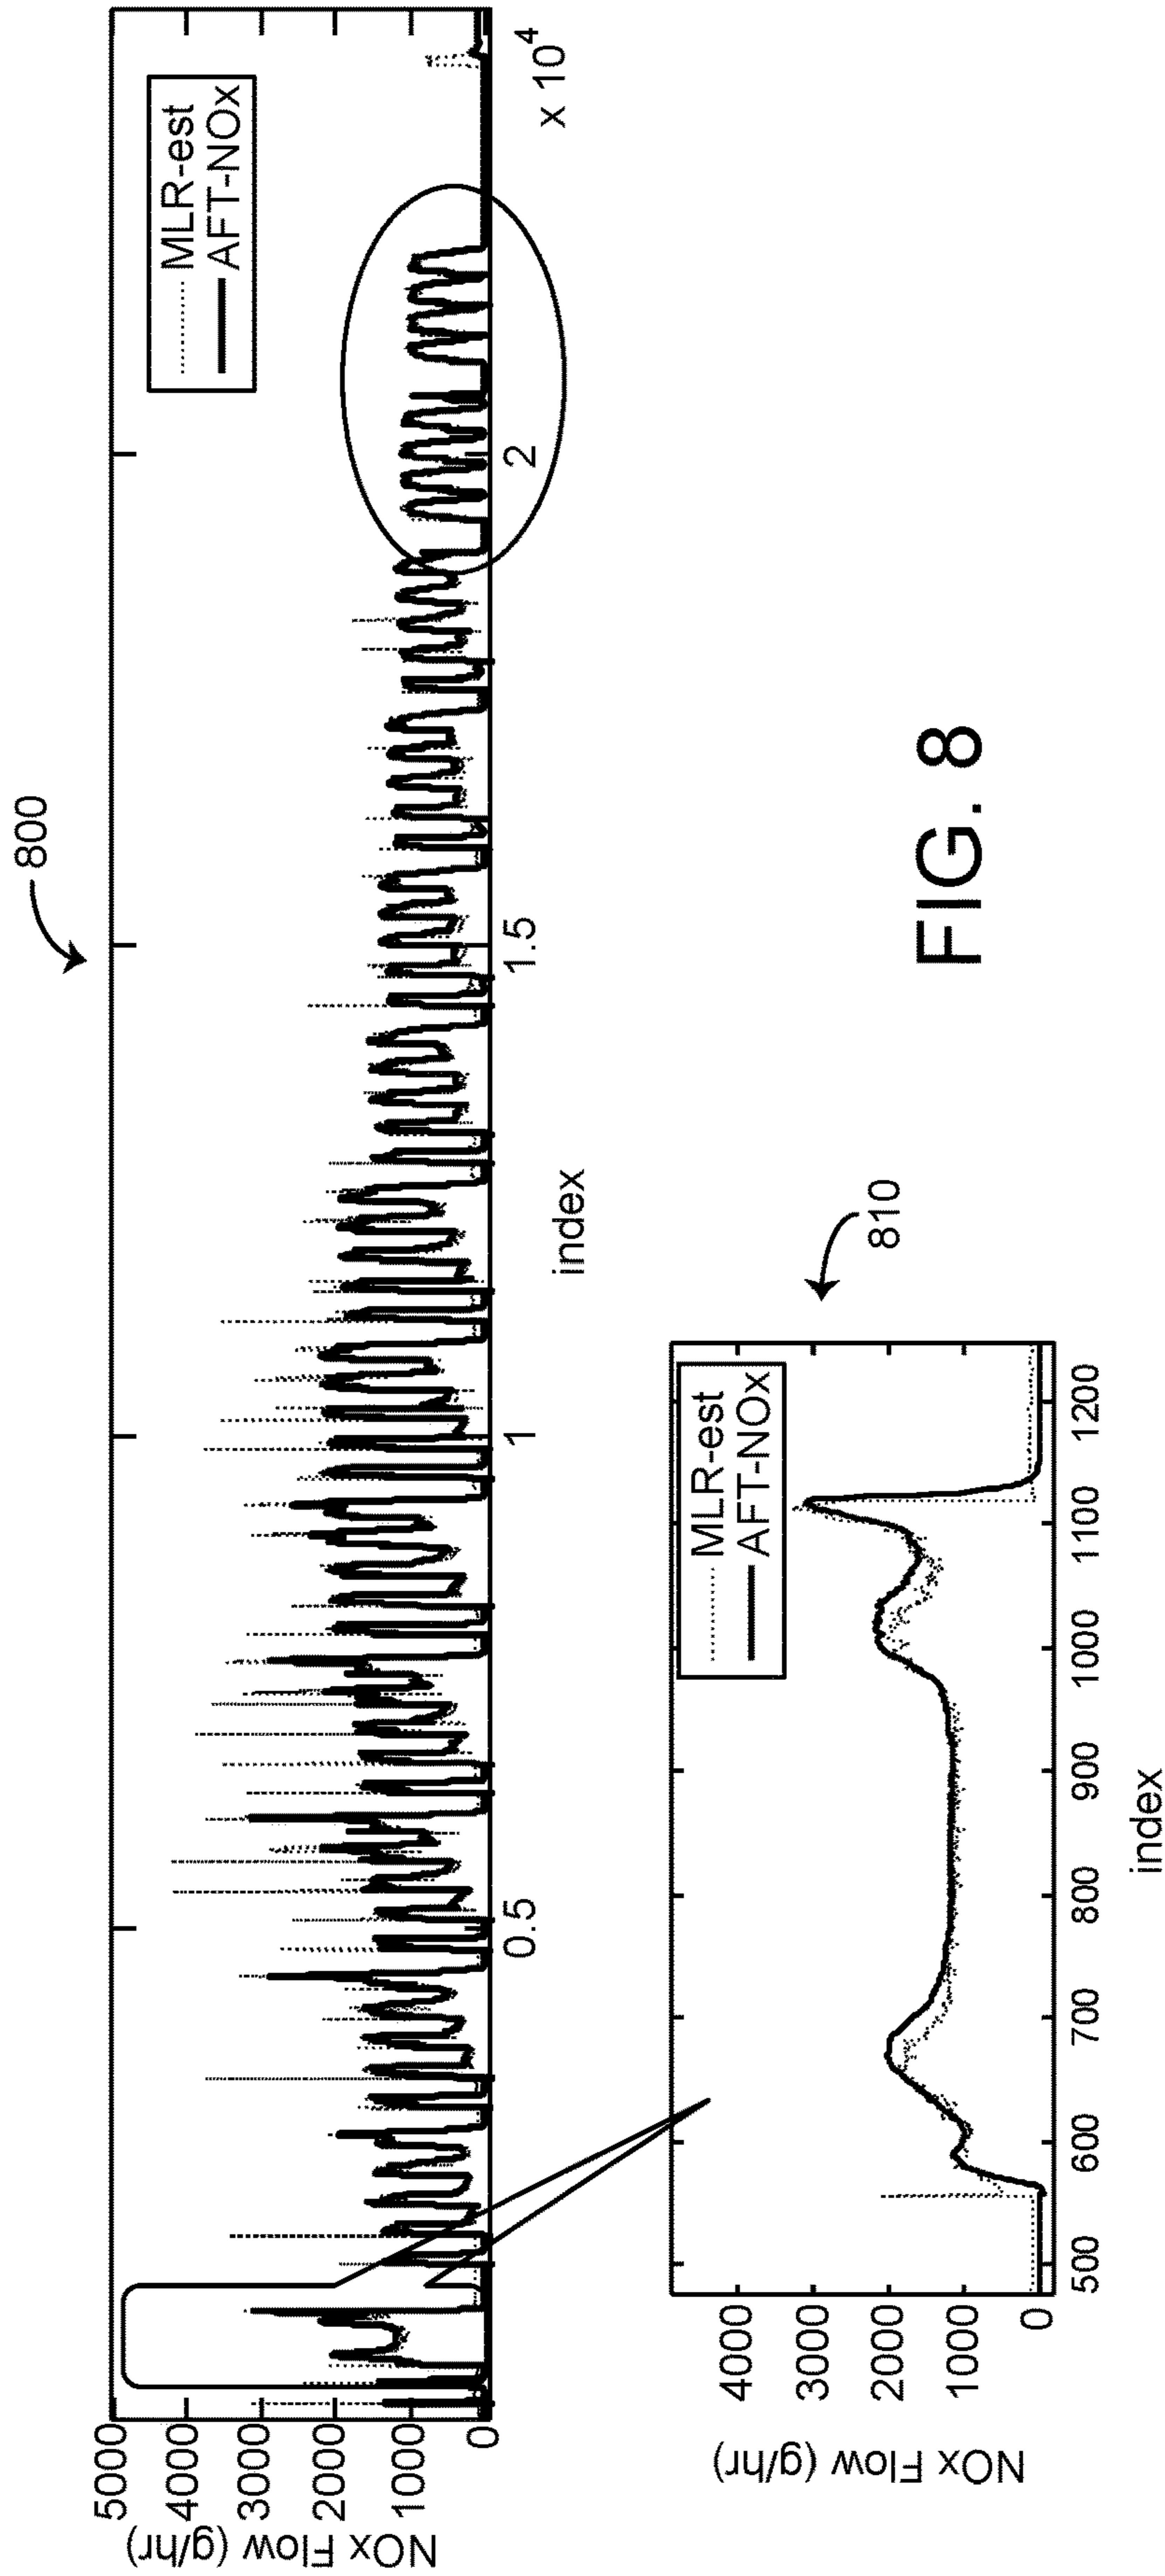 800
NOx Flow (g/hr)
5000
4000
3000
2000
1000
0
MLR-est
AFT-NOx
0.5
1
1.5
2
x 10^4
index
810
NOx Flow (g/hr)
4000
3000
2000
1000
0
MLR-est
AFT-NOx
500
600
700
800
900
1000
1100
1200
index
FIG. 8